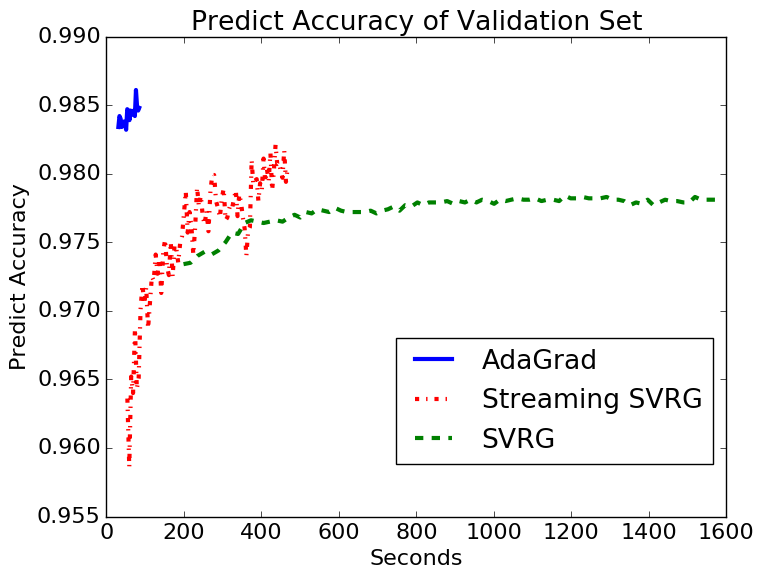 Predict Accuracy of Validation Set
0.990
0.985
0.980
0.975
0.970
0.965
0.960
0.955
Predict Accuracy
AdaGrad
Streaming SVRG
SVRG
0 200 400 600 800 1000 1200 1400 1600
Seconds